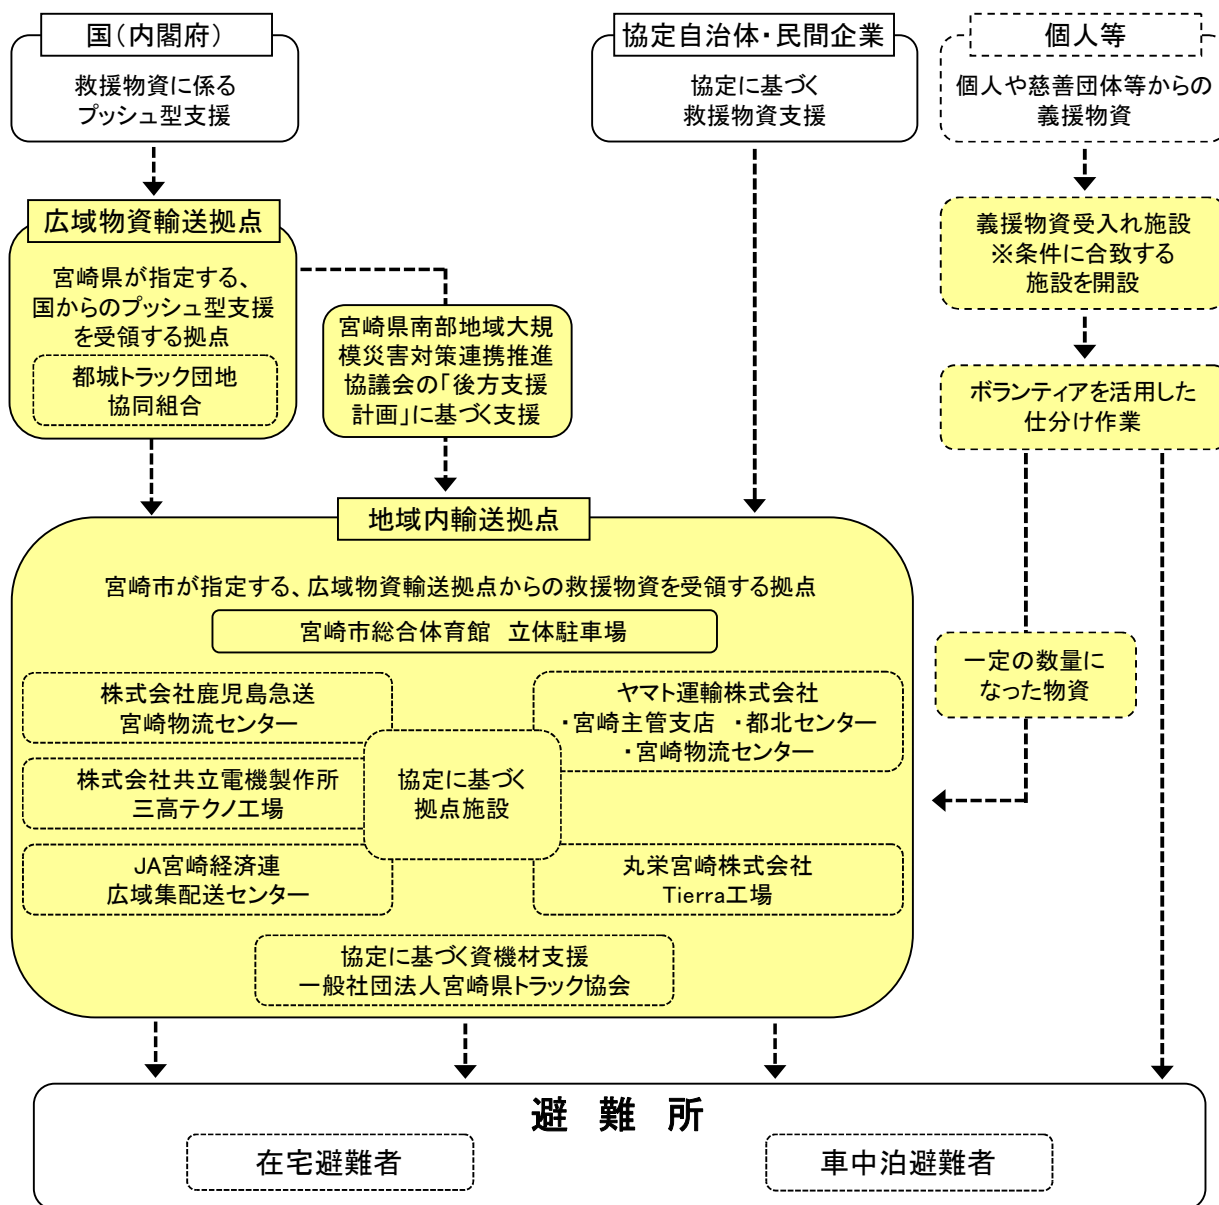 国（内閣府）
救援物資に係る
プッシュ型支援
協定自治体・民間企業
協定に基づく
救援物資支援
個人等
個人や慈善団体等からの
義援物資
広域物資輸送拠点
宮崎県が指定する、
国からのプッシュ型支援
を受領する拠点
都城トラック団地
協同組合
宮崎県南部地域大規
模災害対策連携推進
協議会の「後方支援
計画」に基づく支援
義援物資受入れ施設
※条件に合致する
施設を開設
ボランティアを活用した
仕分け作業
地域内輸送拠点
宮崎市が指定する、広域物資輸送拠点からの救援物資を受領する拠点
宮崎市総合体育館　立体駐車場
株式会社鹿児島急送
宮崎物流センター
ヤマト運輸株式会社
・宮崎主管支店　・都北センター
・宮崎物流センター
株式会社共立電機製作所
三高テクノ工場
協定に基づく
拠点施設
JA宮崎経済連
広域集配送センター
丸栄宮崎株式会社
Tierra工場
協定に基づく資機材支援
一般社団法人宮崎県トラック協会
一定の数量に
なった物資
避　難　所
在宅避難者
車中泊避難者